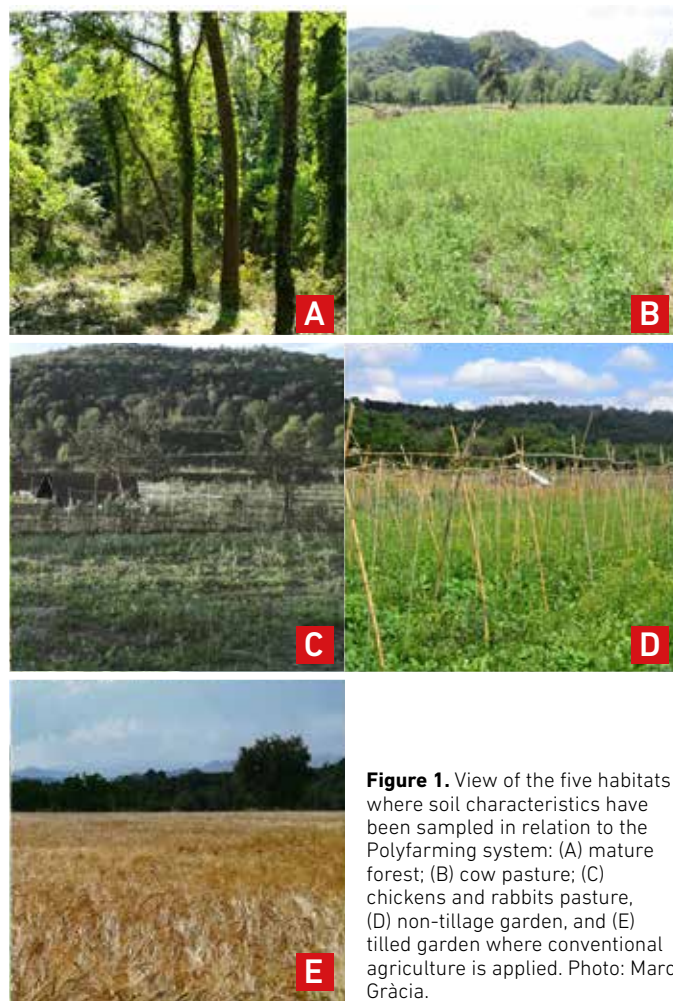 A
B
C
D
E
Figure 1. View of the five habitats
where soil characteristics have
been sampled in relation to the
Polyfarming system: (A) mature
forest; (B) cow pasture; (C)
chickens and rabbits pasture,
(D) non-tillage garden, and (E)
tilled garden where conventional
agriculture is applied. Photo: Marc
Gràcia.